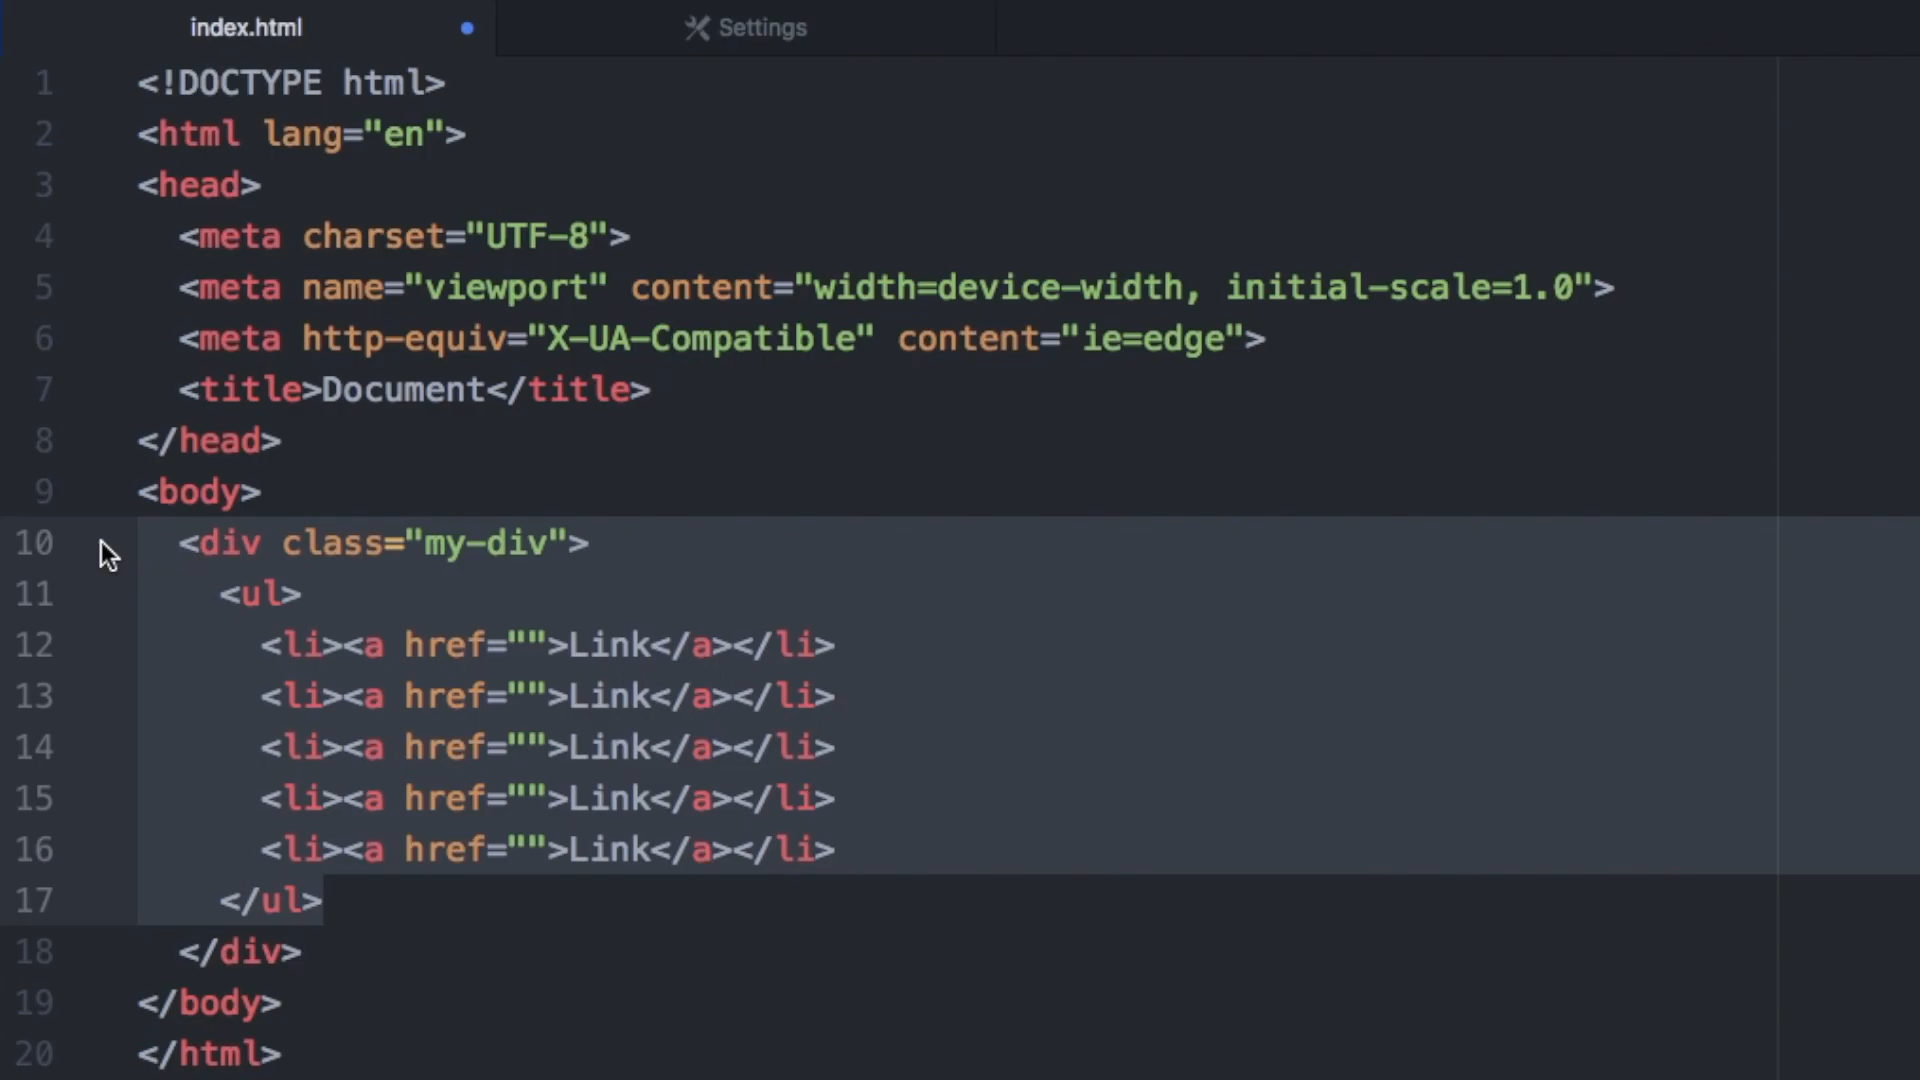 index.html
Settings
1 <!DOCTYPE html>
2 <html lang="en">
3 <head>
4   <meta charset="UTF-8">
5   <meta name="viewport" content="width=device-width, initial-scale=1.0">
6   <meta http-equiv="X-UA-Compatible" content="ie=edge">
7   <title>Document</title>
8 </head>
9 <body>
10   <div class="my-div">
11     <ul>
12       <li><a href="">Link</a></li>
13       <li><a href="">Link</a></li>
14       <li><a href="">Link</a></li>
15       <li><a href="">Link</a></li>
16       <li><a href="">Link</a></li>
17     </ul>
18   </div>
19 </body>
20 </html>